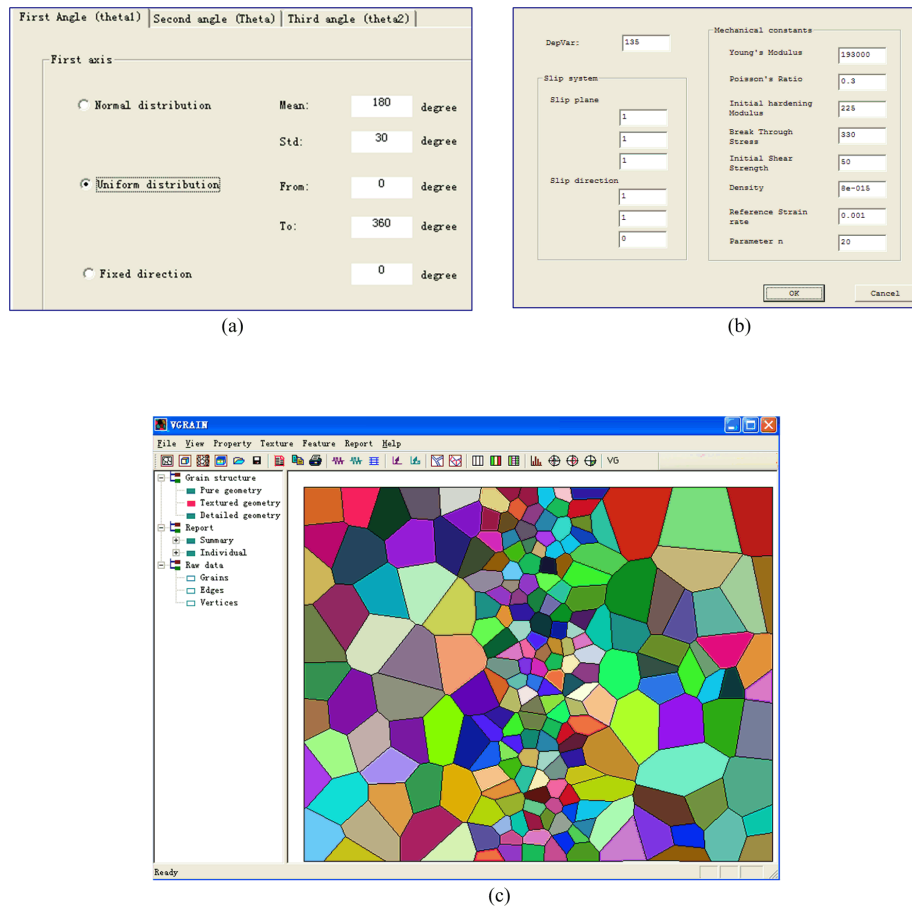 First Angle (theta1) Second angle (Theta) Third angle (theta2)
First axis
Normal distribution Mean: 180 degree
Std: 30 degree
Uniform distribution From: 0 degree
To: 360 degree
Fixed direction 0 degree
(a)
DepVar: 135
Slip system
Slip plane
1
1
1
Slip direction
1
1
0
Mechanical constants
Young's Modulus 193000
Poisson's Ratio 0.3
Initial hardening
Modulus 225
Break Through
Stress 330
Initial Shear
Strength 50
Density 8e-015
Reference Strain
rate 0.001
Parameter n 20
OK Cancel
(b)
VGRAIN
File View Property Texture Feature Report Help
VG
Grain structure
Pure geometry
Textured geometry
Detailed geometry
Report
Summary
Individual
Raw data
Grains
Edges
Vertices
Ready
(c)